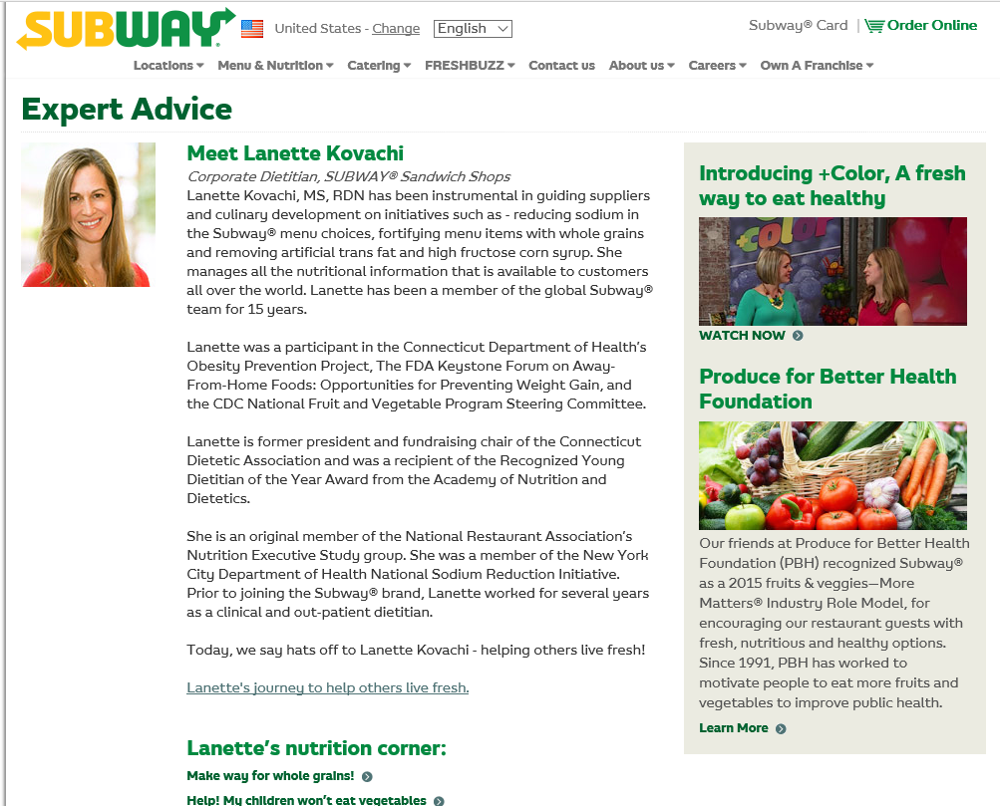 SUBWAY®
United States - Change
English
Subway® Card | Order Online
Locations Menu & Nutrition Catering FRESHBUZZ Contact us About us Careers Own A Franchise
Expert Advice
Meet Lanette Kovachi
Corporate Dietitian, SUBWAY® Sandwich Shops
Lanette Kovachi, MS, RDN has been instrumental in guiding suppliers
and culinary development on initiatives such as - reducing sodium in
the Subway® menu choices, fortifying menu items with whole grains
and removing artificial trans fat and high fructose corn syrup. She
manages all the nutritional information that is available to customers
all over the world. Lanette has been a member of the global Subway®
team for 15 years.
Lanette was a participant in the Connecticut Department of Health's
Obesity Prevention Project, The FDA Keystone Forum on Away-
From-Home Foods: Opportunities for Preventing Weight Gain, and
the CDC National Fruit and Vegetable Program Steering Committee.
Lanette is former president and fundraising chair of the Connecticut
Dietetic Association and was a recipient of the Recognized Young
Dietitian of the Year Award from the Academy of Nutrition and
Dietetics.
She is an original member of the National Restaurant Association's
Nutrition Executive Study group. She was a member of the New York
City Department of Health National Sodium Reduction Initiative.
Prior to joining the Subway® brand, Lanette worked for several years
as a clinical and out-patient dietitian.
Today, we say hats off to Lanette Kovachi - helping others live fresh!
Lanette's journey to help others live fresh.
Lanette's nutrition corner:
Make way for whole grains!
Help! My children won't eat vegetables
Introducing +Color, A fresh
way to eat healthy
+color
WATCH NOW
Produce for Better Health
Foundation
Our friends at Produce for Better Health
Foundation (PBH) recognized Subway®
as a 2015 fruits & veggies—More
Matters® Industry Role Model, for
encouraging our restaurant guests with
fresh, nutritious and healthy options.
Since 1991, PBH has worked to
motivate people to eat more fruits and
vegetables to improve public health.
Learn More